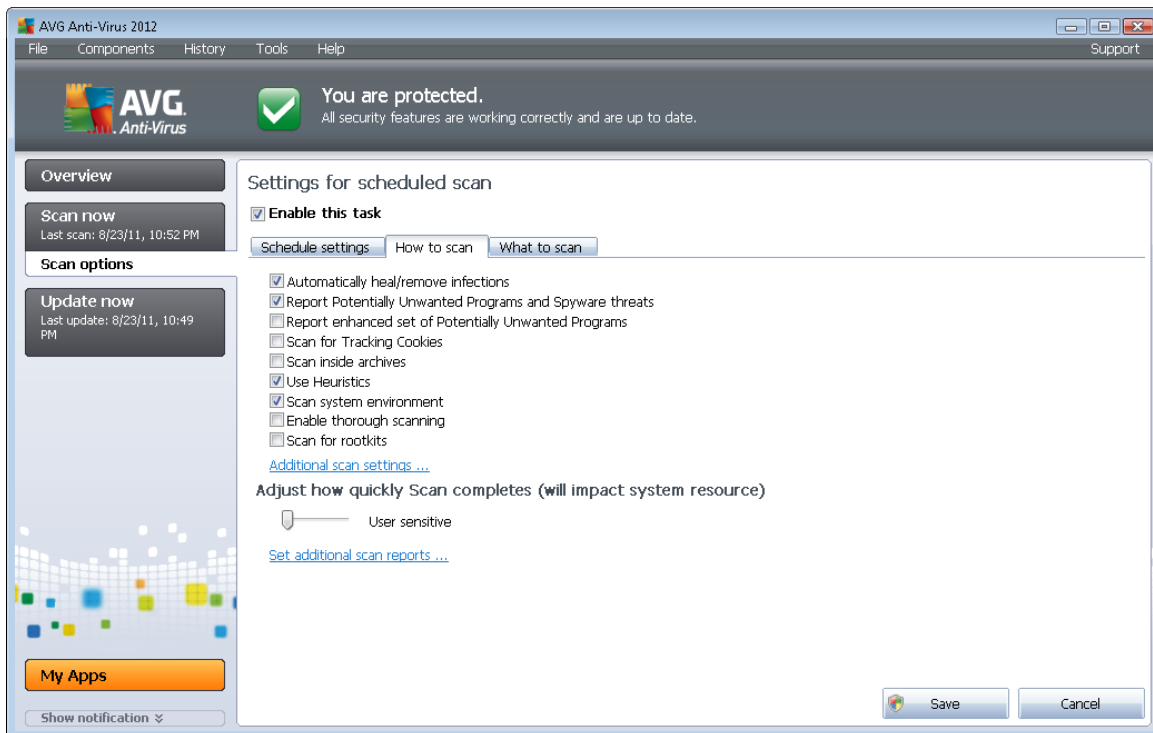 AVG Anti-Virus 2012
File Components History Tools Help Support
AVG.
Anti-Virus
You are protected.
All security features are working correctly and are up to date.
Overview
Scan now
Last scan: 8/23/11, 10:52 PM
Scan options
Update now
Last update: 8/23/11, 10:49
PM
My Apps
Show notification
Settings for scheduled scan
Enable this task
Schedule settings How to scan What to scan
Automatically heal/remove infections
Report Potentially Unwanted Programs and Spyware threats
Report enhanced set of Potentially Unwanted Programs
Scan for Tracking Cookies
Scan inside archives
Use Heuristics
Scan system environment
Enable thorough scanning
Scan for rootkits
Additional scan settings ...
Adjust how quickly Scan completes (will impact system resource)
User sensitive
Set additional scan reports ...
Save Cancel